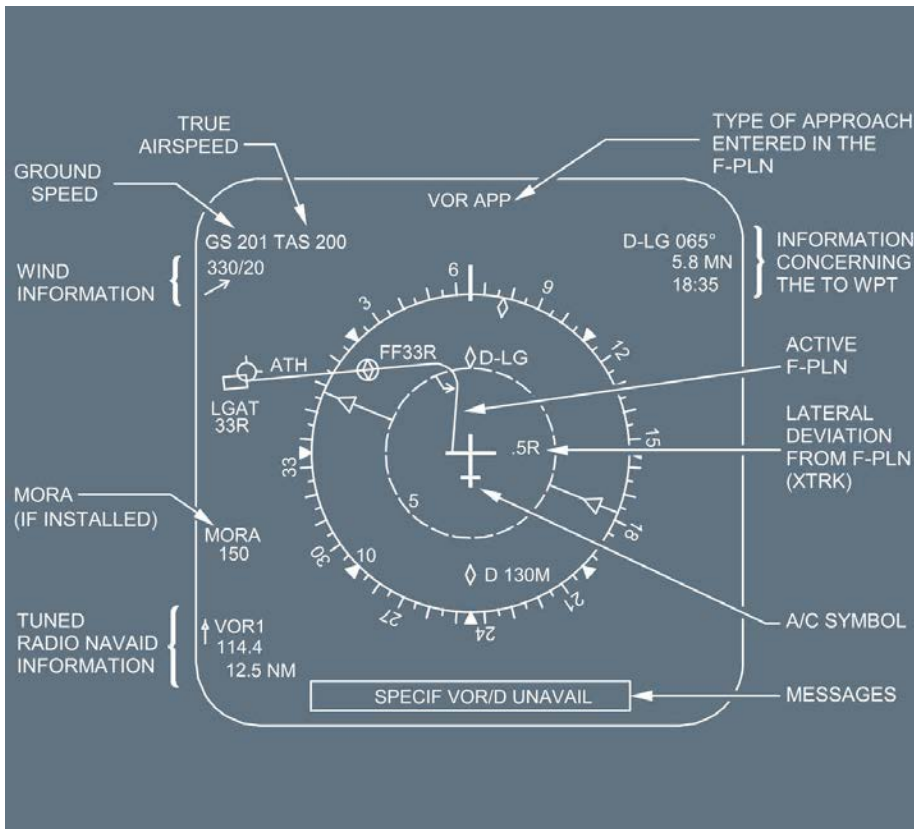 TRUE
AIRSPEED
GROUND
SPEED
WIND
INFORMATION
MORA
(IF INSTALLED)
TUNED
RADIO NAVAID
INFORMATION
TYPE OF APPROACH
ENTERED IN THE
F-PLN
INFORMATION
CONCERNING
THE TO WPT
ACTIVE
F-PLN
LATERAL
DEVIATION
FROM F-PLN
(XTRK)
A/C SYMBOL
MESSAGES
VOR APP
GS 201 TAS 200
330/20
D-LG 065°
5.8 MN
18:35
6
9
12
15
18
21
24
27
30
33
3
ATH
FF33R
D-LG
LGAT
33R
.5R
5
10
D 130M
MORA
150
VOR1
114.4
12.5 NM
SPECIF VOR/D UNAVAIL